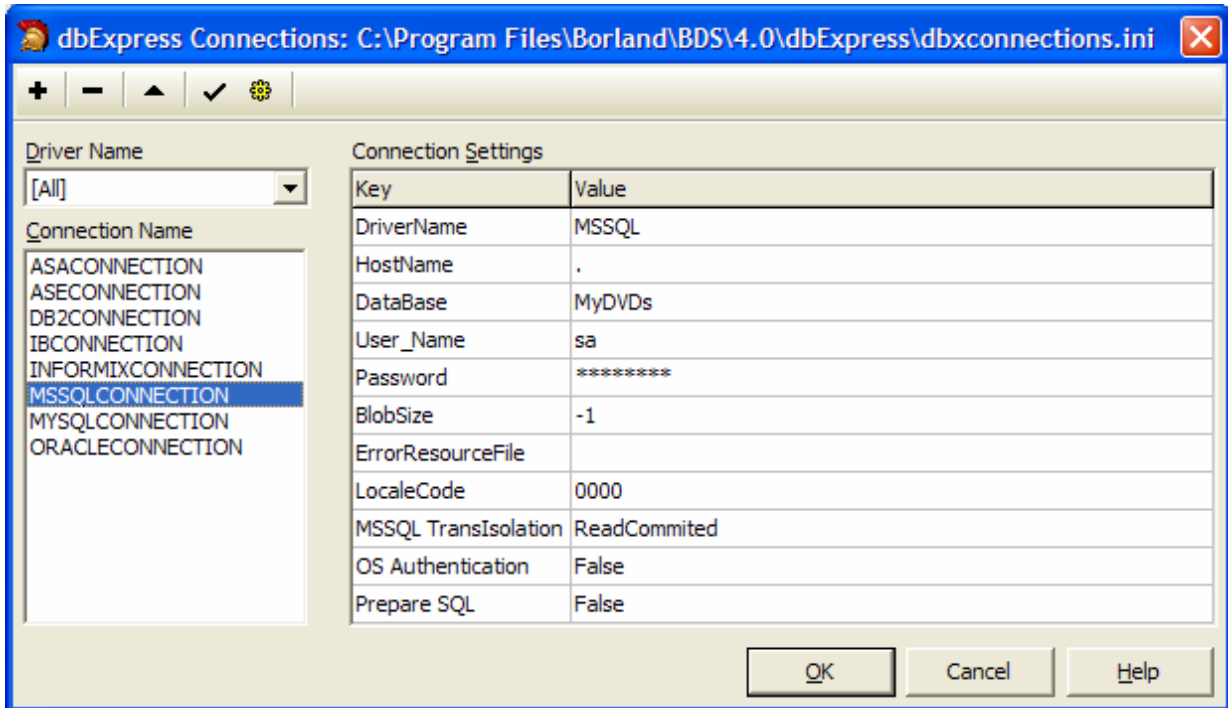 dbExpress Connections: C:\Program Files\Borland\BDS\4.0\dbExpress\dbxconnections.ini
Driver Name
[All]
Connection Name
ASACONNECTION
ASECONNECTION
DB2CONNECTION
IBCONNECTION
INFORMIXCONNECTION
MSSQLCONNECTION
MYSQLCONNECTION
ORACLECONNECTION
Connection Settings
Key Value
DriverName MSSQL
HostName .
DataBase MyDVDs
User_Name sa
Password ********
BlobSize -1
ErrorResourceFile
LocaleCode 0000
MSSQL TransIsolation ReadCommited
OS Authentication False
Prepare SQL False
OK Cancel Help